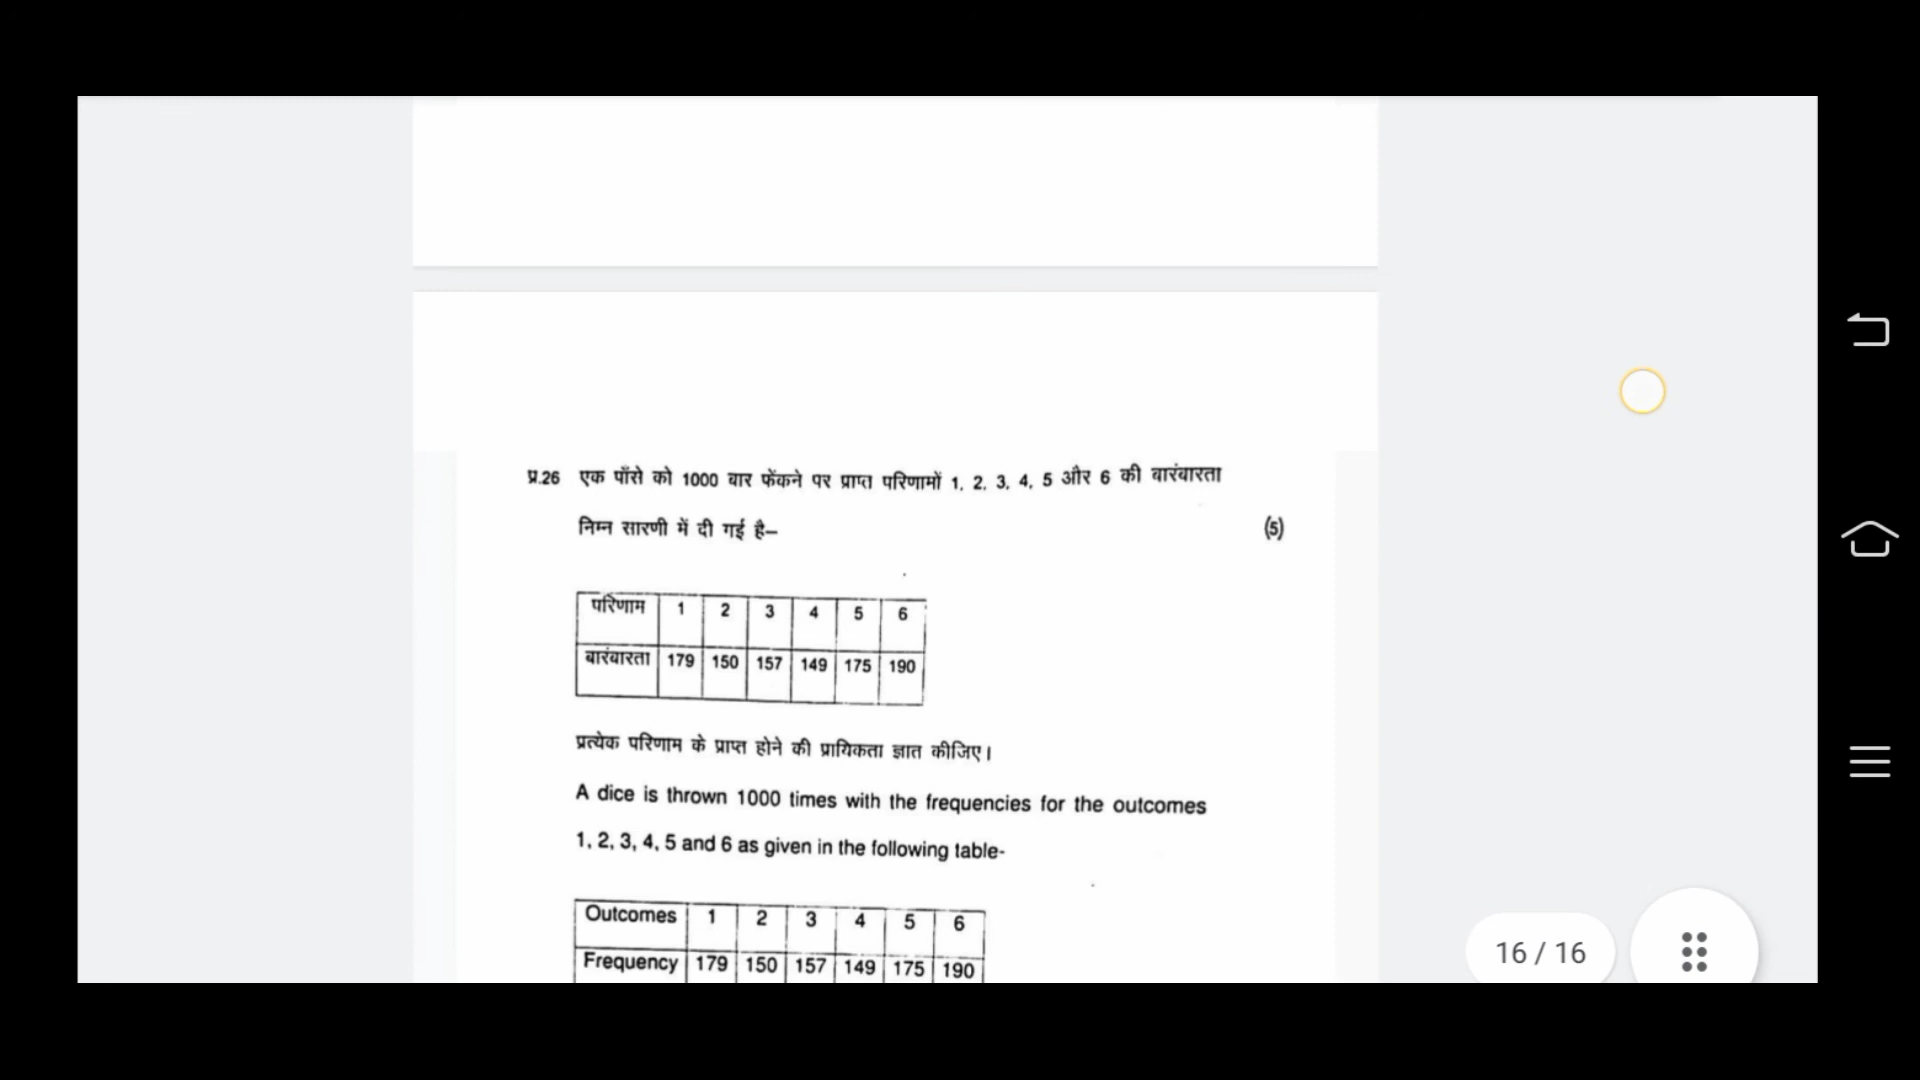 प्र.26 एक पाँसे को 1000 बार फेंकने पर प्राप्त परिणामों 1, 2, 3, 4, 5 और 6 की बारंबारता
निम्न सारणी में दी गई है– (5)
परिणाम 1 2 3 4 5 6
बारंबारता 179 150 157 149 175 190
प्रत्येक परिणाम के प्राप्त होने की प्रायिकता ज्ञात कीजिए।
A dice is thrown 1000 times with the frequencies for the outcomes
1, 2, 3, 4, 5 and 6 as given in the following table-
Outcomes 1 2 3 4 5 6
Frequency 179 150 157 149 175 190
16 / 16